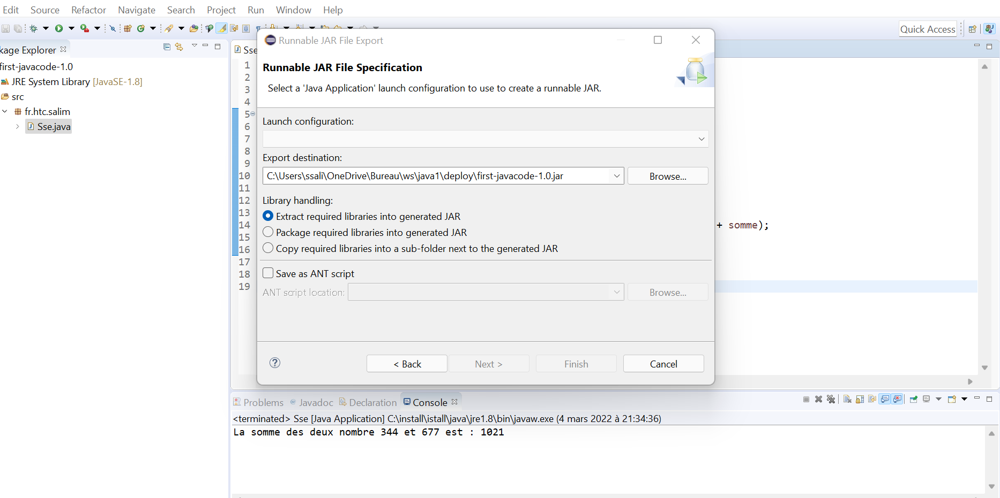 Edit Source Refactor Navigate Search Project Run Window Help
Quick Access
kage Explorer
Sse
first-javacode-1.0
JRE System Library [JavaSE-1.8]
src
fr.htc.salim
Sse.java
1
2
3
4
5
6
7
8
9
10
11
12
13
14
15
16
17
18
19
+ somme);
Runnable JAR File Export
Runnable JAR File Specification
Select a 'Java Application' launch configuration to use to create a runnable JAR.
Launch configuration:
Export destination:
C:\Users\ssali\OneDrive\Bureau\ws\java1\deploy\first-javacode-1.0.jar
Browse...
Library handling:
Extract required libraries into generated JAR
Package required libraries into generated JAR
Copy required libraries into a sub-folder next to the generated JAR
Save as ANT script
ANT script location:
Browse...
< Back
Next >
Finish
Cancel
Problems @ Javadoc Declaration Console
<terminated> Sse [Java Application] C:\install\istall\java\jre1.8\bin\javaw.exe (4 mars 2022 à 21:34:36)
La somme des deux nombre 344 et 677 est : 1021